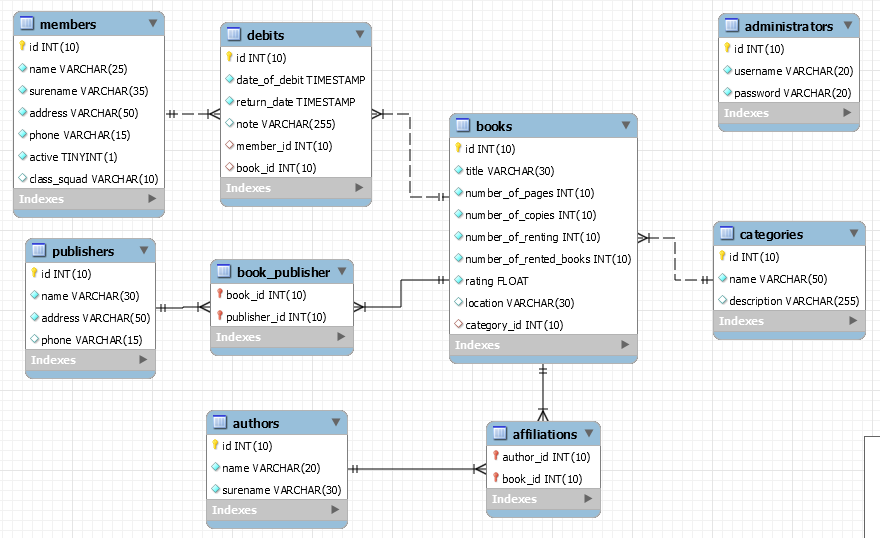 members
id INT(10)
name VARCHAR(25)
surename VARCHAR(35)
address VARCHAR(50)
phone VARCHAR(15)
active TINYINT(1)
class_squad VARCHAR(10)
Indexes
debits
id INT(10)
date_of_debit TIMESTAMP
return_date TIMESTAMP
note VARCHAR(255)
member_id INT(10)
book_id INT(10)
Indexes
administrators
id INT(10)
username VARCHAR(20)
password VARCHAR(20)
Indexes
books
id INT(10)
title VARCHAR(30)
number_of_pages INT(10)
number_of_copies INT(10)
number_of_renting INT(10)
number_of_rented_books INT(10)
rating FLOAT
location VARCHAR(30)
category_id INT(10)
Indexes
categories
id INT(10)
name VARCHAR(50)
description VARCHAR(255)
Indexes
publishers
id INT(10)
name VARCHAR(30)
address VARCHAR(50)
phone VARCHAR(15)
Indexes
book_publisher
book_id INT(10)
publisher_id INT(10)
Indexes
authors
id INT(10)
name VARCHAR(20)
surename VARCHAR(30)
Indexes
affiliations
author_id INT(10)
book_id INT(10)
Indexes